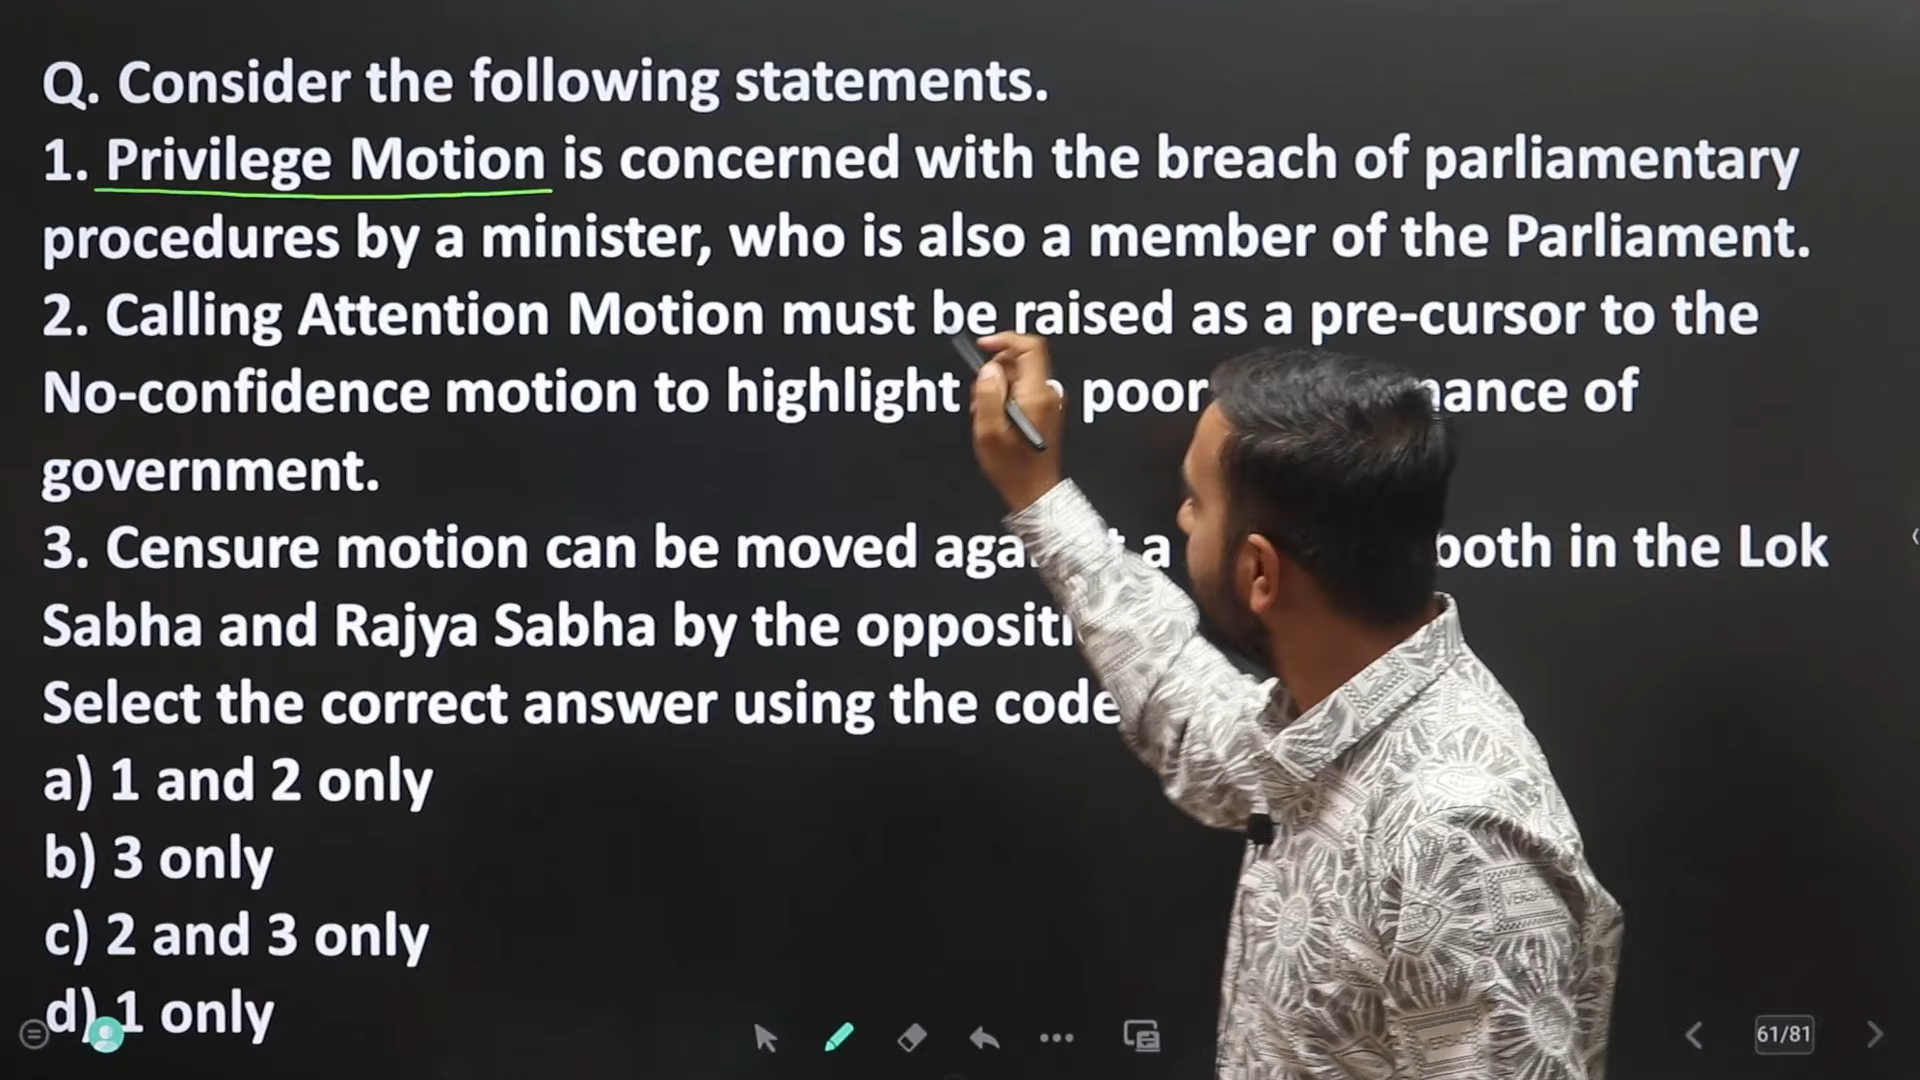 Q. Consider the following statements.
1. Privilege Motion is concerned with the breach of parliamentary
procedures by a minister, who is also a member of the Parliament.
2. Calling Attention Motion must be raised as a pre-cursor to the
No-confidence motion to highlight poor of
government.
3. Censure motion can be moved a both in the Lok
Sabha and Rajya Sabha by the
Select the correct answer using the code
a) 1 and 2 only
b) 3 only
c) 2 and 3 only
d) 1 only
61/81